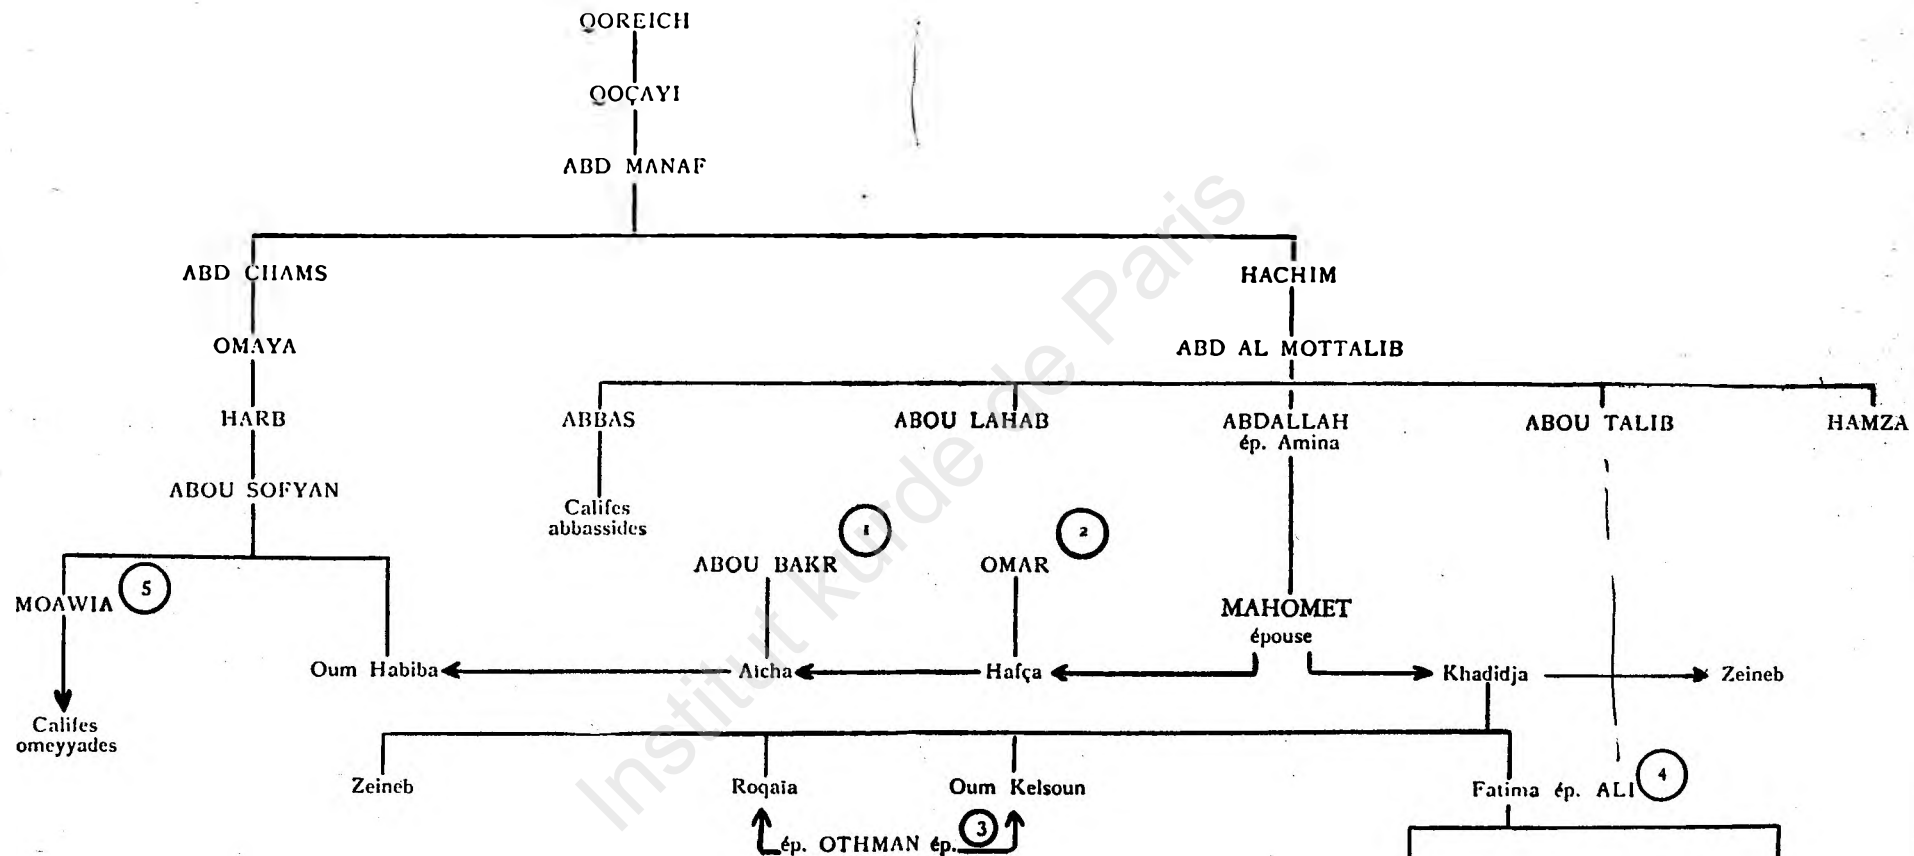 QOREICH
QOÇAYI
ABD MANAF
ABD CHAMS
HACHIM
OMAYA
ABD AL MOTTALIB
HARB
ABBAS
ABOU LAHAB
ABDALLAH
ép. Amina
ABOU TALIB
HAMZA
ABOU SOFYAN
Califes
abbassides
1
2
ABOU BAKR
OMAR
5
MOAWIA
MAHOMET
épouse
Oum Habiba
Aicha
Hafça
Khadidja
Zeineb
Califes
omeyyades
Zeineb
Roqaïa
Oum Kelsoun
Fatima ép. ALI
4
ép. OTHMAN ép.
3
Institut kurde de Paris